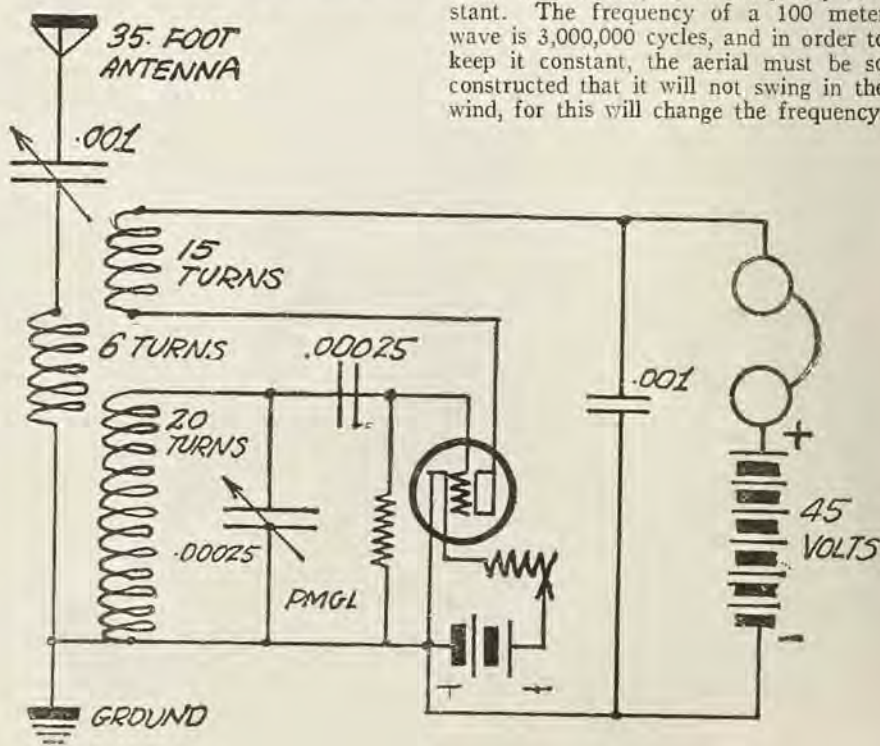 stant. The frequency of a 100 meter
wave is 3,000,000 cycles, and in order to
keep it constant, the aerial must be so
constructed that it will not swing in the
wind, for this will change the frequency
35. FOOT
ANTENNA
.001
15
TURNS
6 TURNS
.00025
.001
20
TURNS
+
.00025
45
VOLTS
PMGL
-
+
GROUND